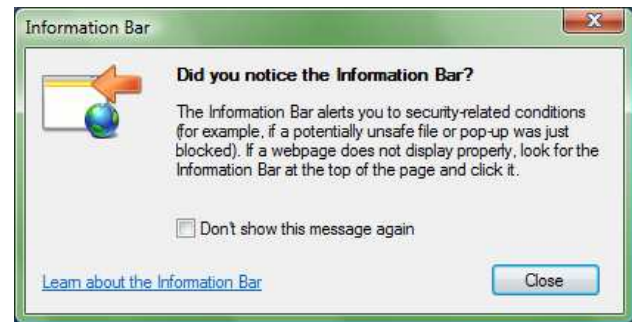 Information Bar
Did you notice the Information Bar?
The Information Bar alerts you to security-related conditions
(for example, if a potentially unsafe file or pop-up was just
blocked). If a webpage does not display properly, look for the
Information Bar at the top of the page and click it.
Don't show this message again
Learn about the Information Bar
Close